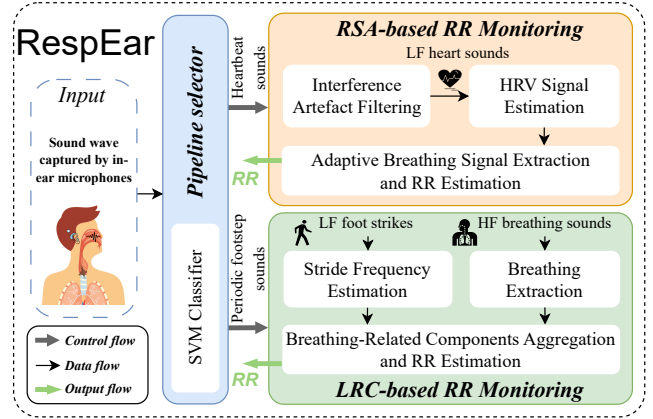 RespEar
Input
Sound wave
captured by in-
ear microphones
Control flow
Data flow
Output flow
Pipeline selector
SVM Classifier
Heartbeat
sounds
RR
Periodic footstep
sounds
RR
RSA-based RR Monitoring
LF heart sounds
Interference
Artefact Filtering
HRV Signal
Estimation
Adaptive Breathing Signal Extraction
and RR Estimation
LF foot strikes
HF breathing sounds
Stride Frequency
Estimation
Breathing
Extraction
Breathing-Related Components Aggregation
and RR Estimation
LRC-based RR Monitoring